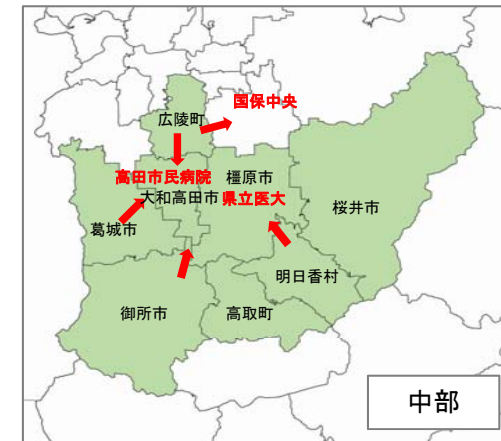 国保中央
広陵町
高田市民病院
橿原市
大和高田市
県立医大
桜井市
葛城市
明日香村
御所市
高取町
中部